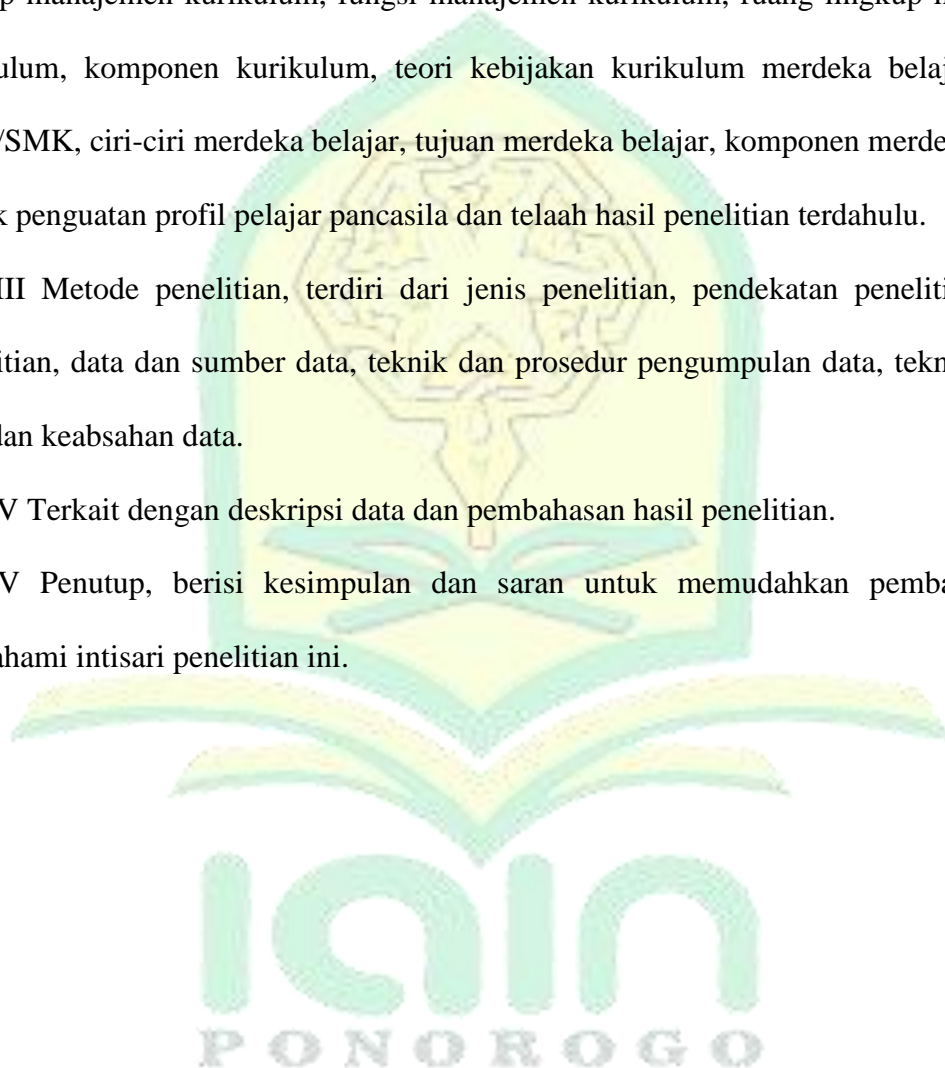 manajemen kurikulum, fungsi manajemen kurikulum, ruang lingkup
ulum, komponen kurikulum, teori kebijakan kurikulum merdeka belaj
/SMK, ciri-ciri merdeka belajar, tujuan merdeka belajar, komponen merde
k penguatan profil pelajar pancasila dan telaah hasil penelitian terdahulu.
III Metode penelitian, terdiri dari jenis penelitian, pendekatan peneliti
itian, data dan sumber data, teknik dan prosedur pengumpulan data, tekn
dan keabsahan data.
V Terkait dengan deskripsi data dan pembahasan hasil penelitian.
V Penutup, berisi kesimpulan dan saran untuk memudahkan pemba
ahami intisari penelitian ini.
iain
PONOROGO